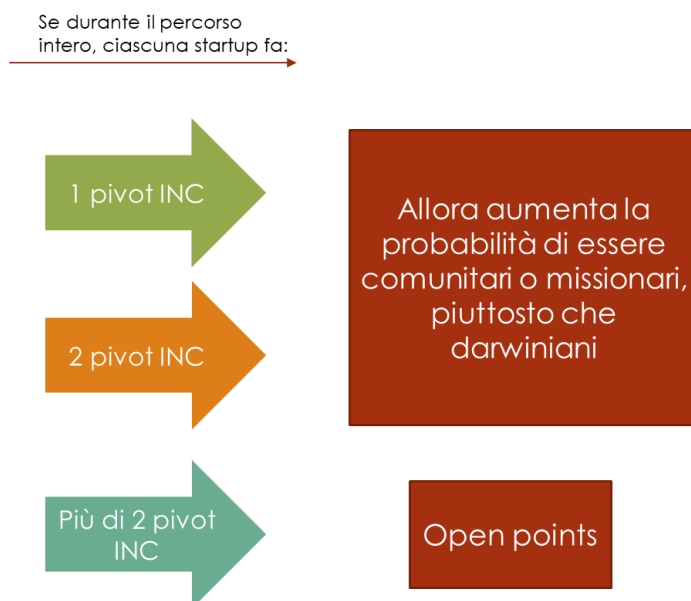 Se durante il percorso
intero, ciascuna startup fa:
1 pivot INC
Allora aumenta la
probabilità di essere
comunitari o missionari,
piuttosto che
darwiniani
2 pivot INC
Più di 2 pivot
INC
Open points